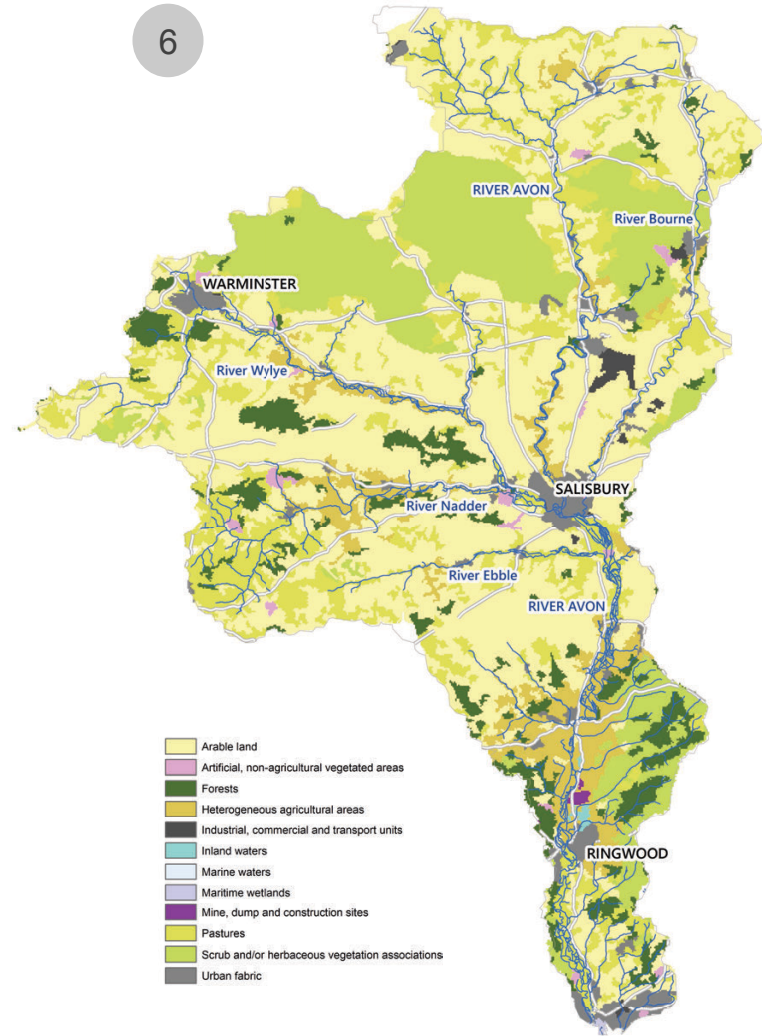 6
RIVER AVON
River Bourne
WARMINSTER
River Wylye
SALISBURY
River Nadder
River Ebble
RIVER AVON
Arable land
Artificial, non-agricultural vegetated areas
Forests
Heterogeneous agricultural areas
Industrial, commercial and transport units
Inland waters
Marine waters
Maritime wetlands
Mine, dump and construction sites
Pastures
Scrub and/or herbaceous vegetation associations
Urban fabric
RINGWOOD